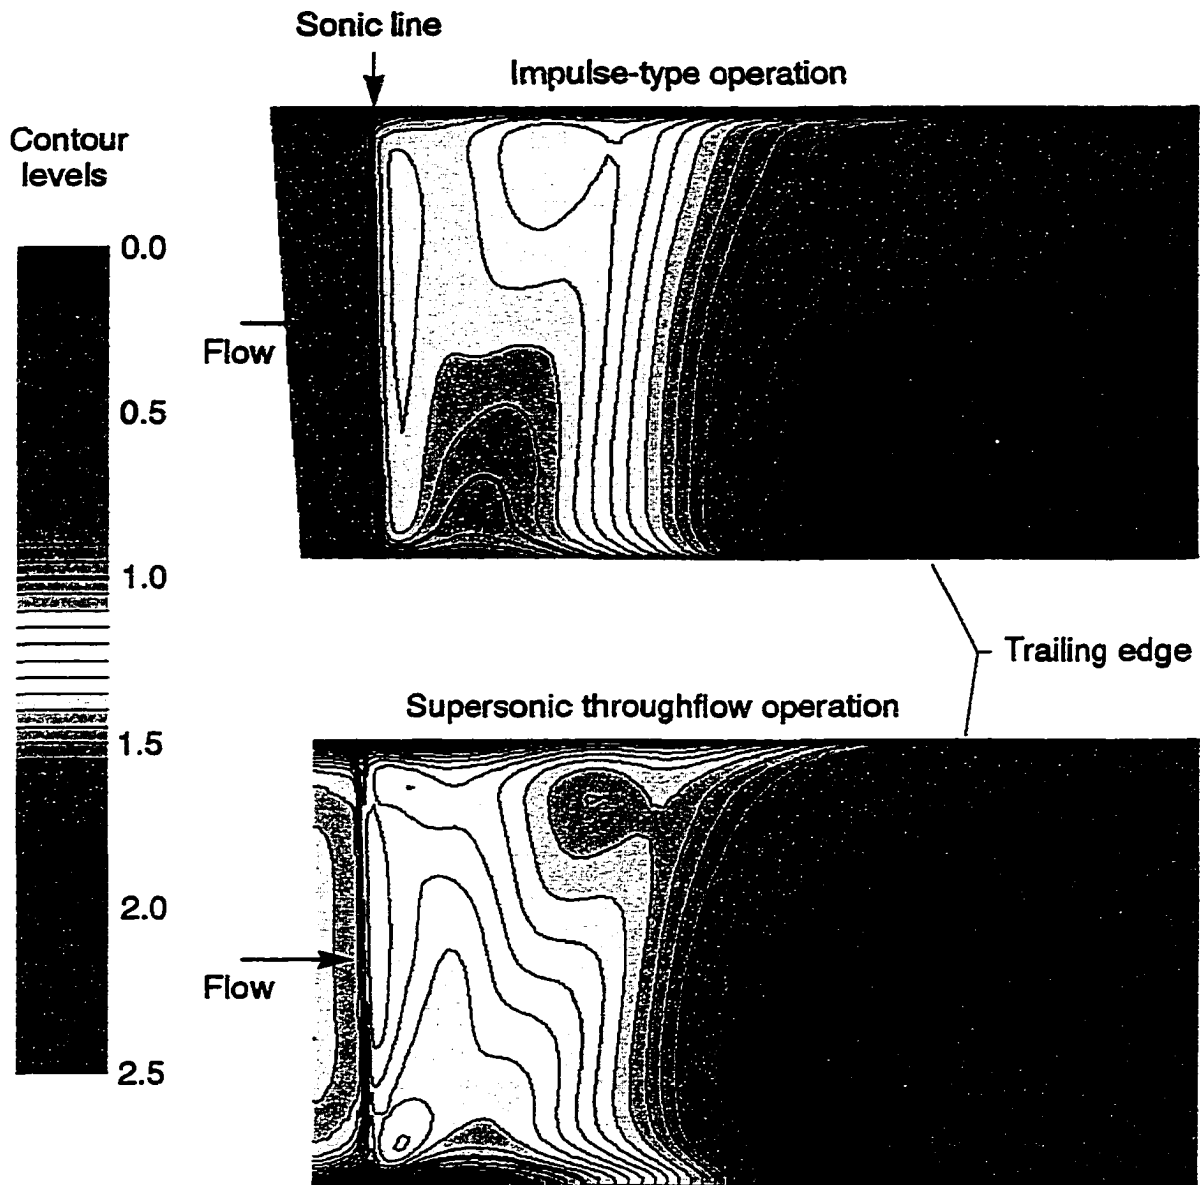 Sonic line
Impulse-type operation
Contour
levels
0.0
0.5
1.0
1.5
2.0
2.5
Flow
Trailing edge
Supersonic throughflow operation
Flow